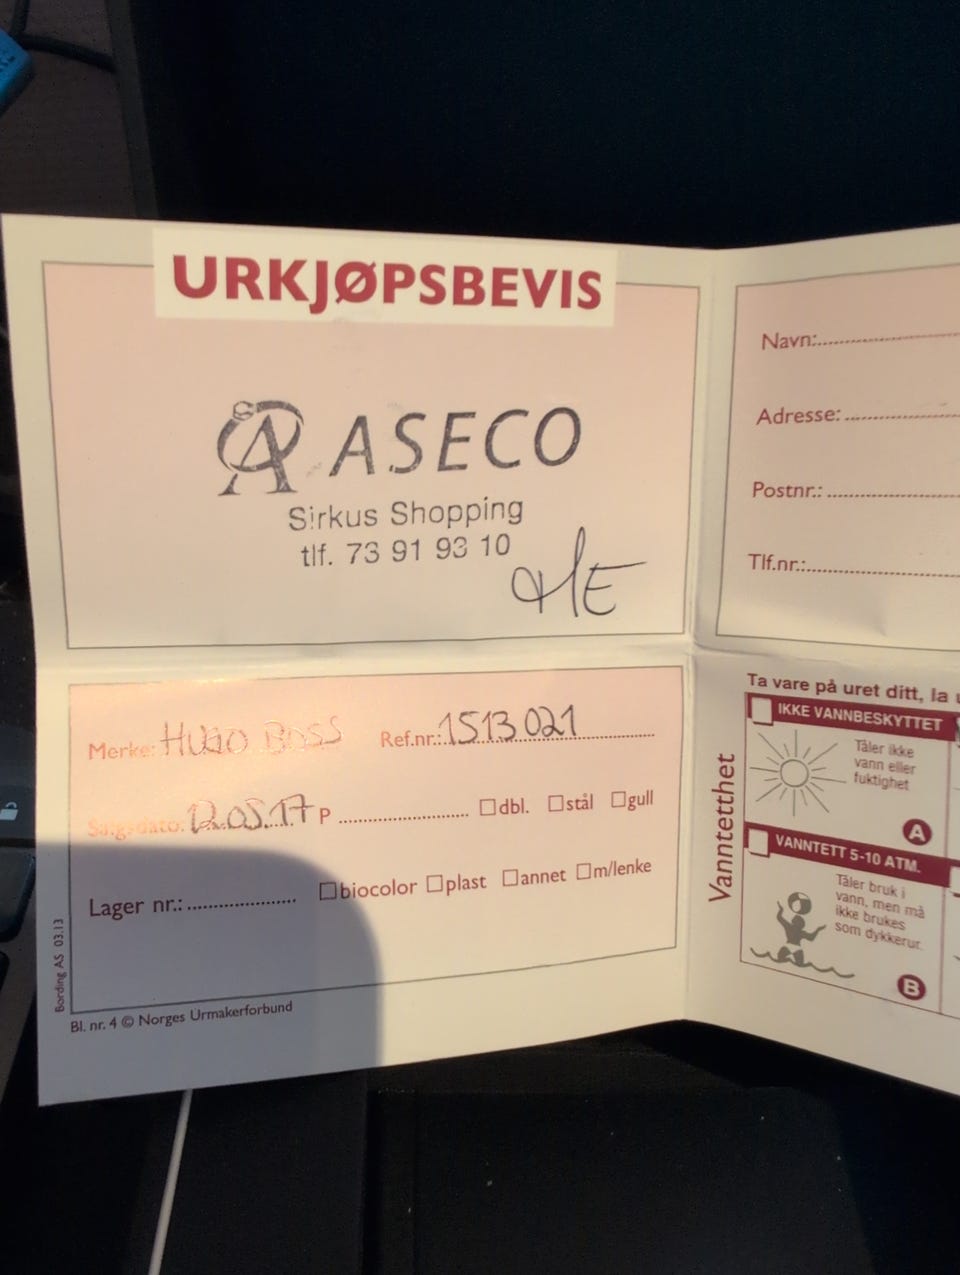 URKJØPSBEVIS
ASECO
Sirkus Shopping
tlf. 73 91 93 10
HE
Navn:
Adresse:
Postnr.:
Tlf.nr.:
Merke: HUGO BOSS Ref.nr.: 1513021
Salgsdato: 12.05.17 P ☐dbl. ☐stål ☐gull
Lager nr.: ☐biocolor ☐plast ☐annet ☐m/lenke
Bording AS 03.13
Bl. nr. 4 © Norges Urmakerforbund
Ta vare på uret ditt, la
Vanntetthet
IKKE VANNBESKYTTET
Tåler ikke
vann eller
fuktighet
A
VANNTETT 5-10 ATM.
Tåler bruk i
vann, men må
ikke brukes
som dykkerur.
B